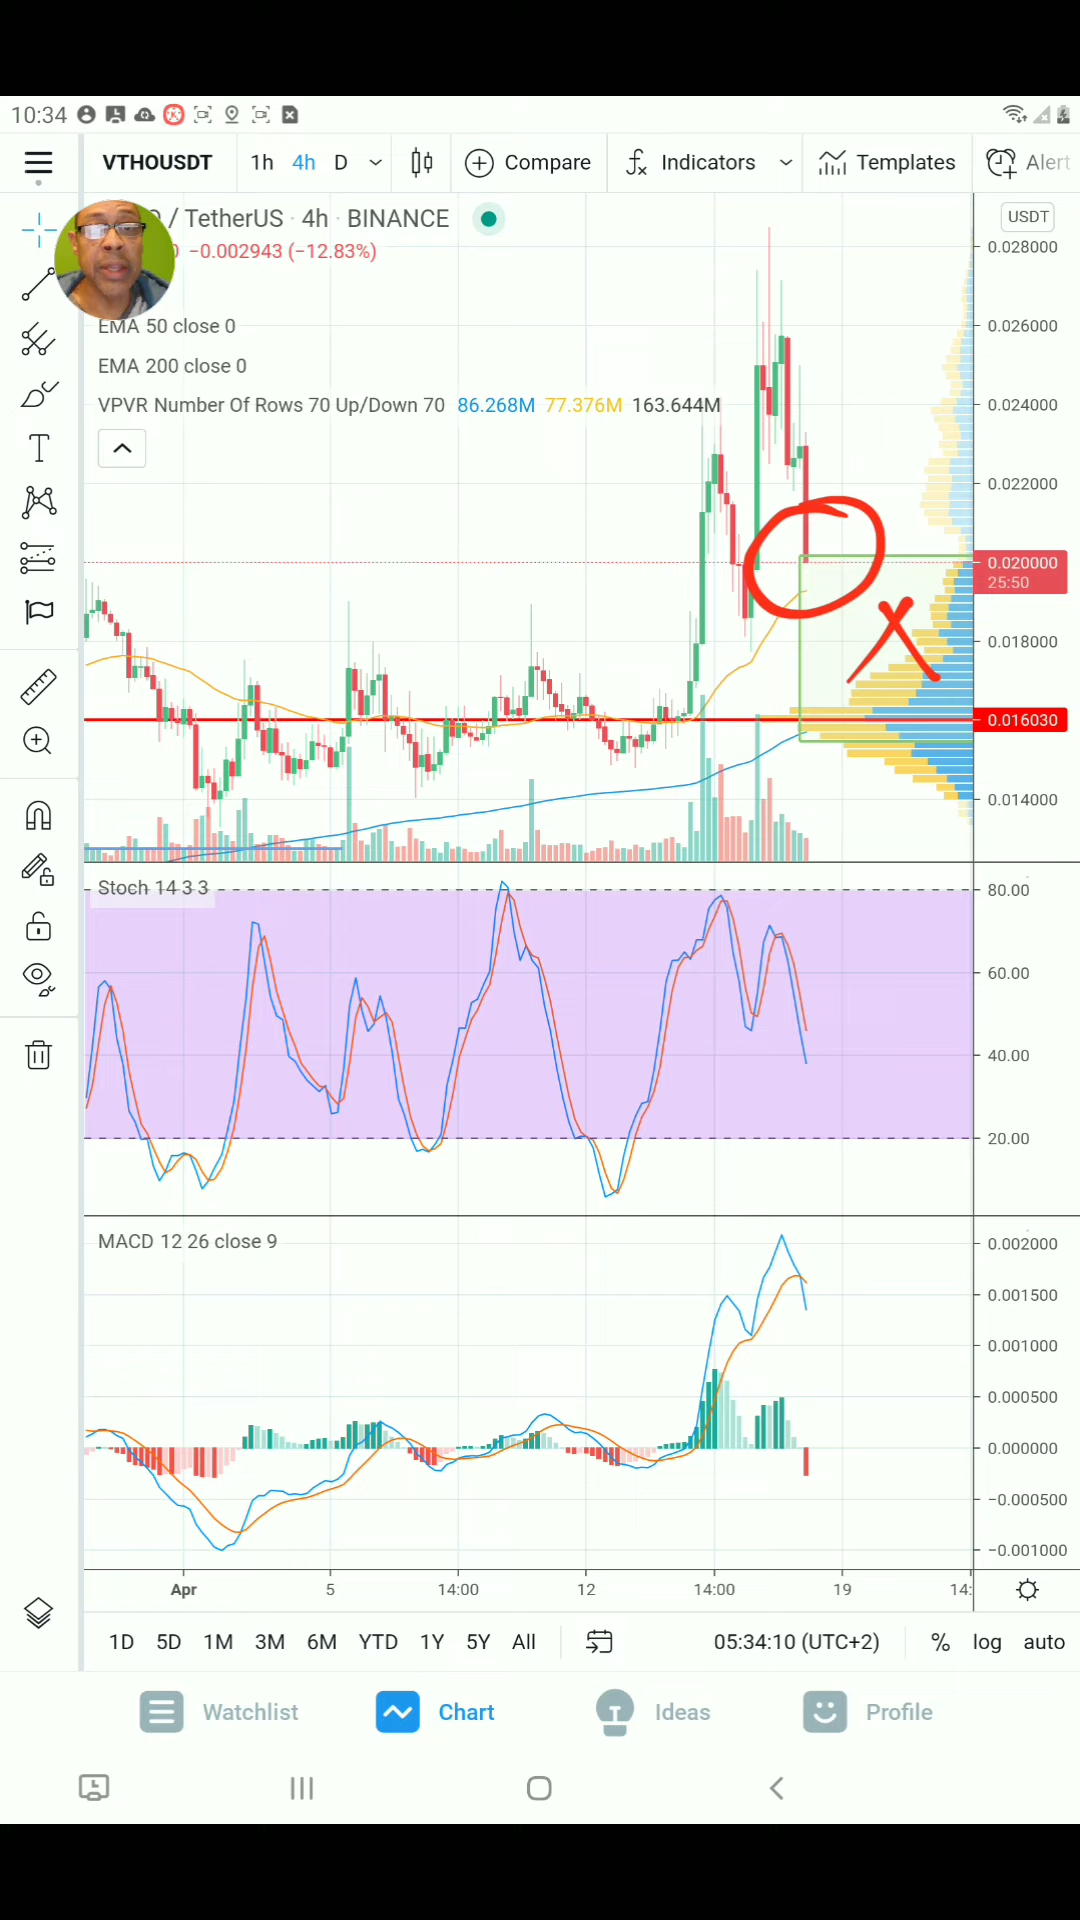 10:34
VTHOUSDT 1h 4h D Compare Indicators Templates Alert
/ TetherUS · 4h · BINANCE
−0.002943 (−12.83%)
EMA 50 close 0
EMA 200 close 0
VPVR Number Of Rows 70 Up/Down 70 86.268M 77.376M 163.644M
USDT
0.028000
0.026000
0.024000
0.022000
0.020000
25:50
0.018000
0.016030
0.014000
X
Stoch 14 3 3
80.00
60.00
40.00
20.00
MACD 12 26 close 9
0.002000
0.001500
0.001000
0.000500
0.000000
−0.000500
−0.001000
Apr 5 14:00 12 14:00 19 14:
1D 5D 1M 3M 6M YTD 1Y 5Y All 05:34:10 (UTC+2) % log auto
Watchlist Chart Ideas Profile